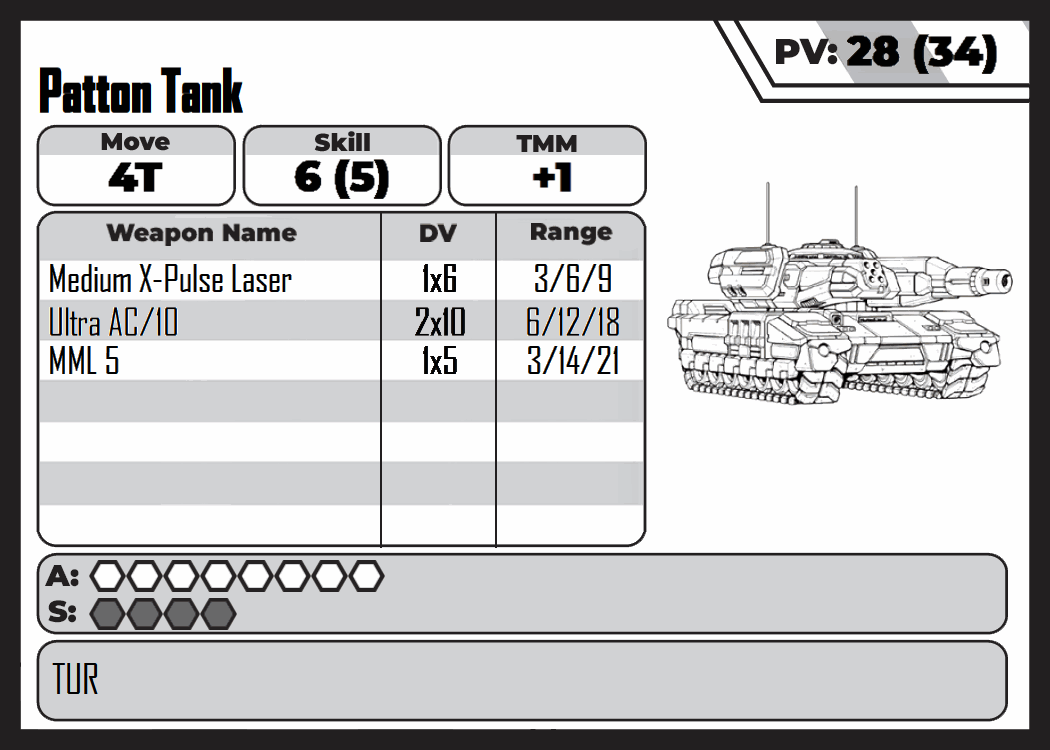 PV: 28 (34)
Patton Tank
Move Skill TMM
4T 6 (5) +1
Weapon Name DV Range
Medium X-Pulse Laser 1x6 3/6/9
Ultra AC/10 2x10 6/12/18
MML 5 1x5 3/14/21
A:
S:
TUR